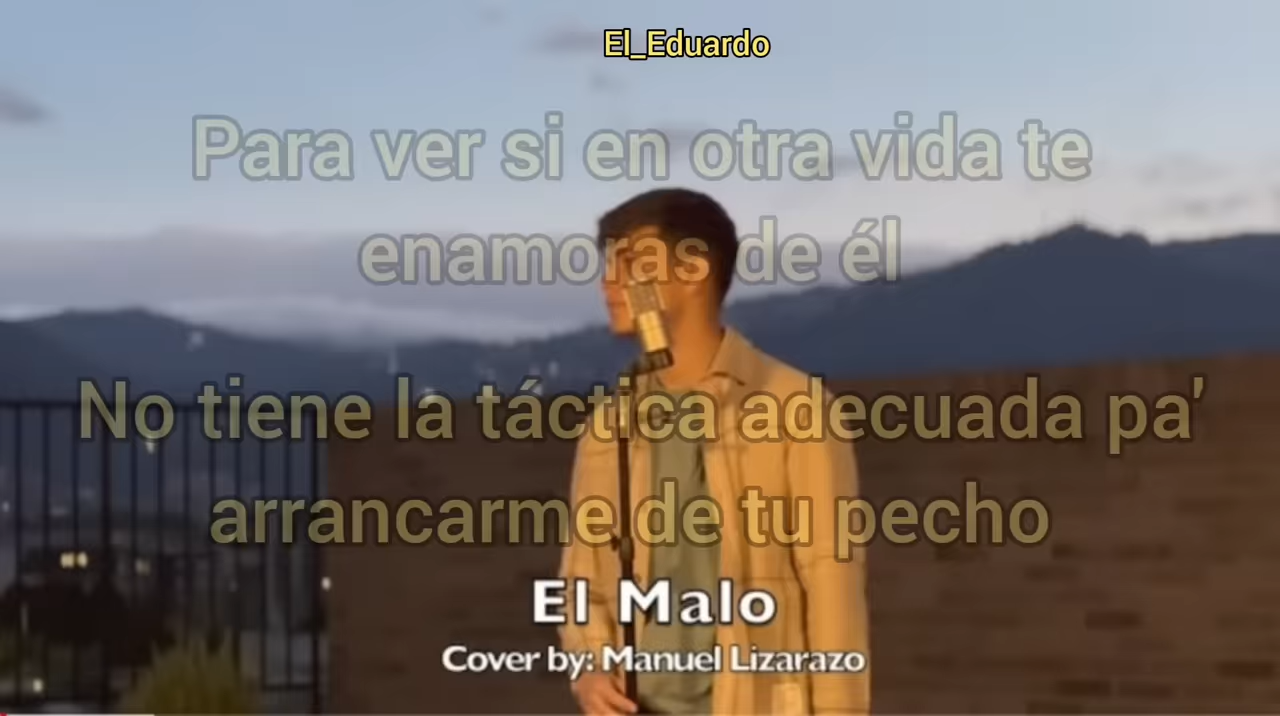 El_Eduardo
Para ver si en otra vida te
enamoras de él
No tiene la táctica adecuada pa'
arrancarme de tu pecho
El Malo
Cover by: Manuel Lizarazo